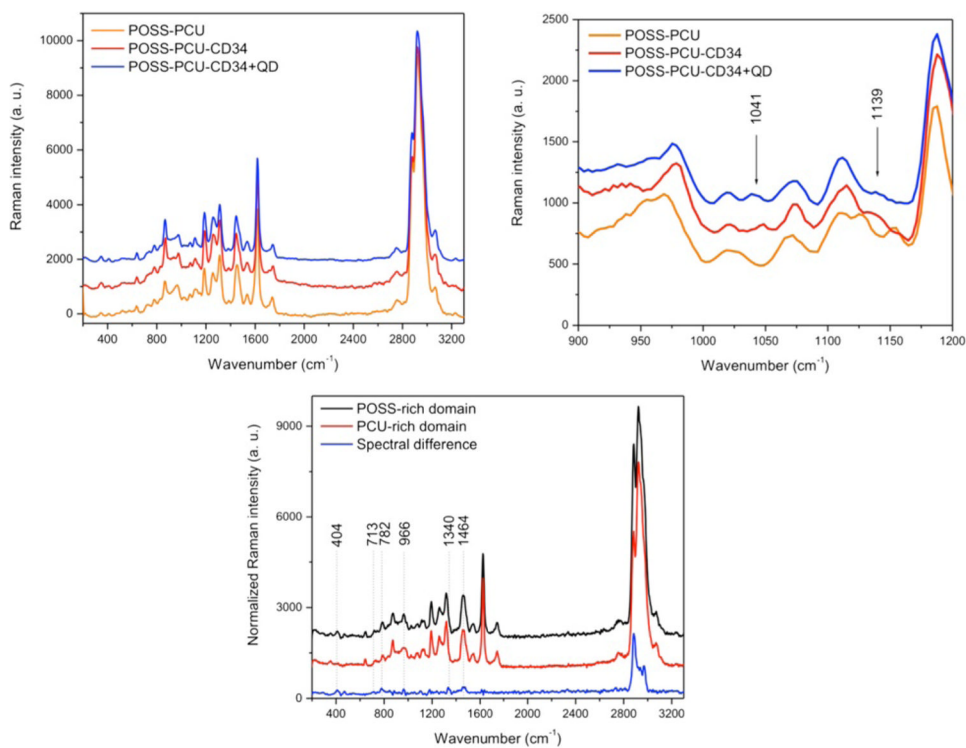 POSS-PCU
POSS-PCU-CD34
POSS-PCU-CD34+QD
10000
8000
6000
4000
2000
0
Raman intensity (a. u.)
400 800 1200 1600 2000 2400 2800 3200
Wavenumber (cm⁻¹)
POSS-PCU
POSS-PCU-CD34
POSS-PCU-CD34+QD
1041
1139
2500
2000
1500
1000
500
0
Raman intensity (a. u.)
900 950 1000 1050 1100 1150 1200
Wavenumber (cm⁻¹)
POSS-rich domain
PCU-rich domain
Spectral difference
404
713
782
966
1340
1464
9000
6000
3000
0
Normalized Raman intensity (a. u.)
400 800 1200 1600 2000 2400 2800 3200
Wavenumber (cm⁻¹)